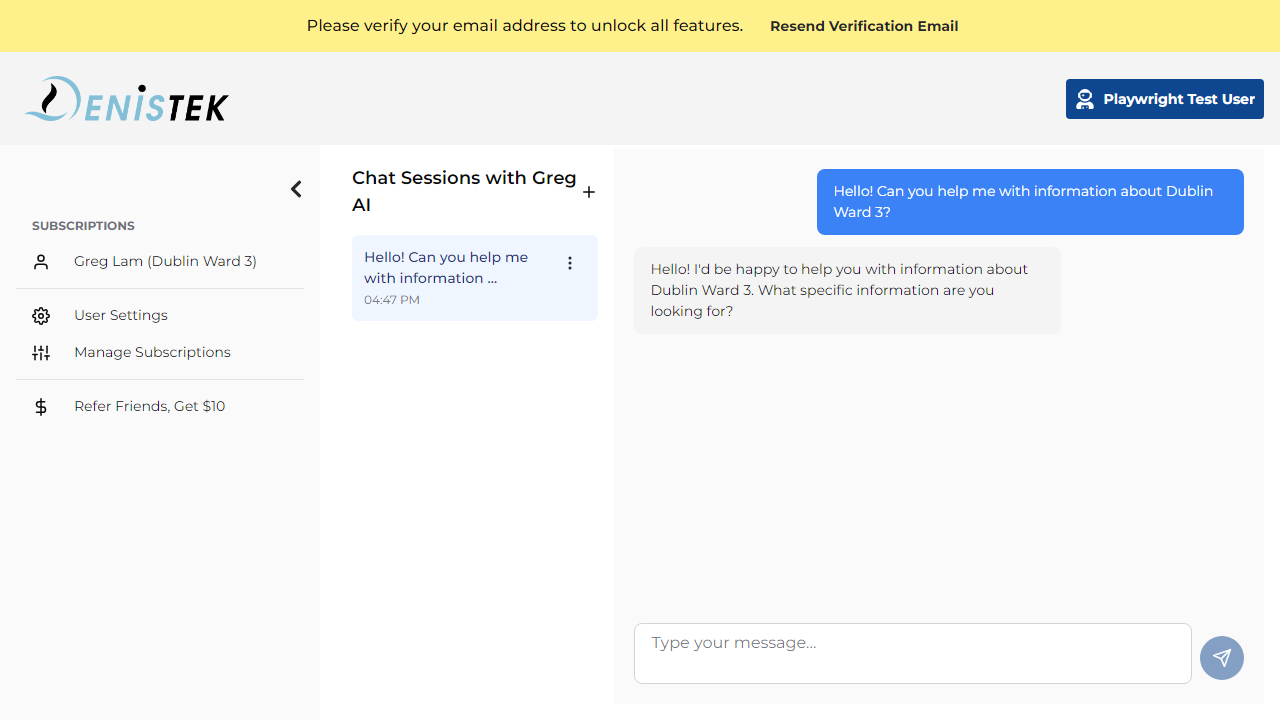 Please verify your email address to unlock all features. Resend Verification Email
DENISTEK
Playwright Test User
SUBSCRIPTIONS
Greg Lam (Dublin Ward 3)
User Settings
Manage Subscriptions
Refer Friends, Get $10
Chat Sessions with Greg
AI
Hello! Can you help me
with information ...
04:47 PM
Hello! Can you help me with information about Dublin
Ward 3?
Hello! I'd be happy to help you with information about
Dublin Ward 3. What specific information are you
looking for?
Type your message...